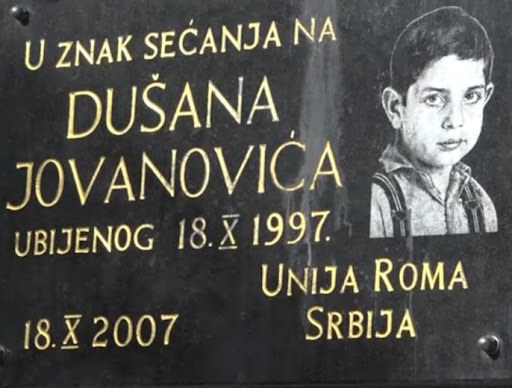 U ZNAK SEĆANJA NA
DUŠANA
JOVANOVIĆA
UBIJENOG 18.X 1997.
UNIJA ROMA
SRBIJA
18.X 2007